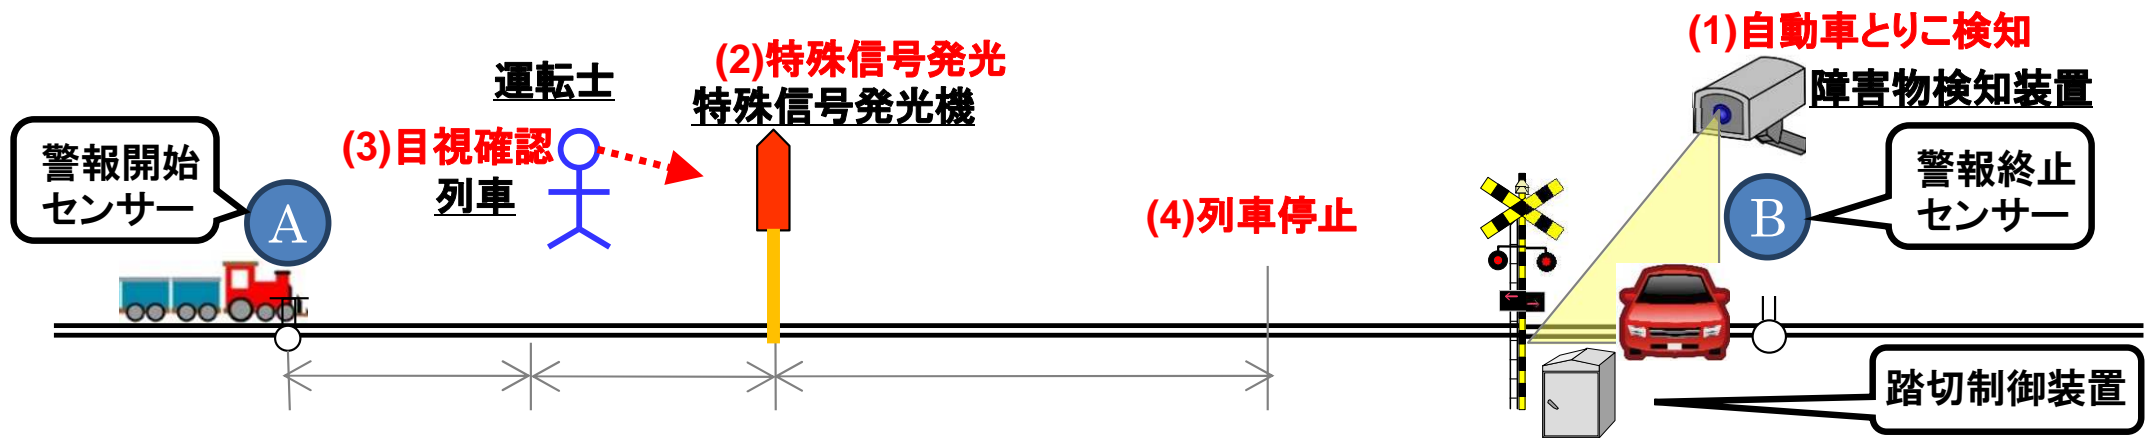 (1)自動車とりこ検知
障害物検知装置
(2)特殊信号発光
特殊信号発光機
運転士
(3)目視確認
列車
警報開始
センサー
A
(4)列車停止
B
警報終止
センサー
踏切制御装置